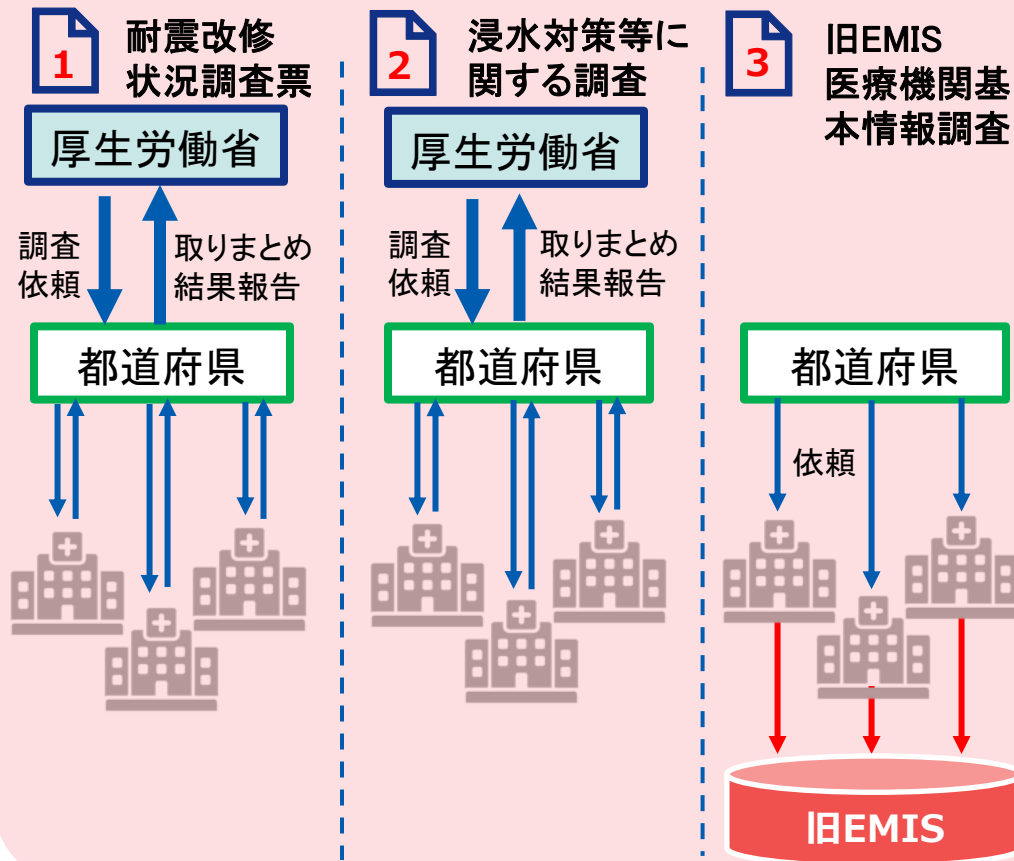 1
耐震改修
状況調査票
厚生労働省
調査
依頼
取りまとめ
結果報告
都道府県
2
浸水対策等に
関する調査
厚生労働省
調査
依頼
取りまとめ
結果報告
都道府県
3
旧EMIS
医療機関基
本情報調査
都道府県
依頼
旧EMIS